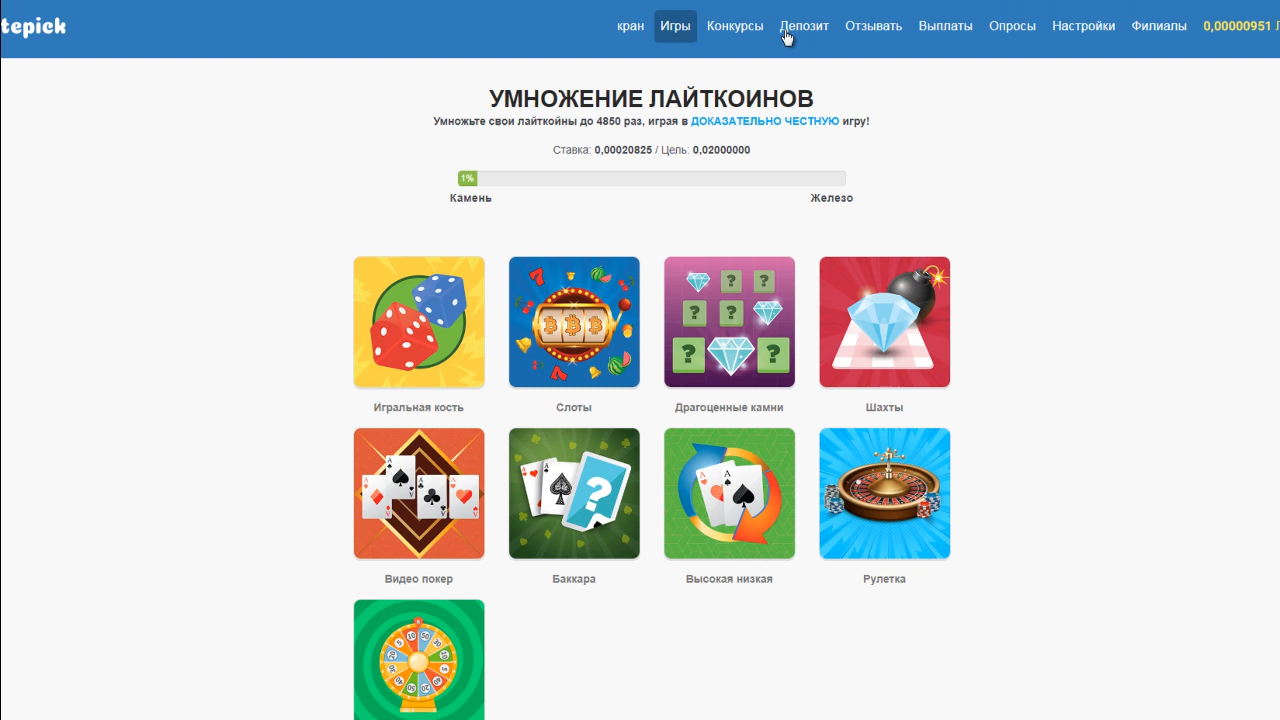 tepick
кран Игры Конкурсы Депозит Отзывать Выплаты Опросы Настройки Филиалы 0,00000951 Л
УМНОЖЕНИЕ ЛАЙТКОИНОВ
Умножьте свои лайткойны до 4850 раз, играя в ДОКАЗАТЕЛЬНО ЧЕСТНУЮ игру!
Ставка: 0,00020825 / Цель: 0,02000000
1%
Камень Железо
Игральная кость Слоты Драгоценные камни Шахты
Видео покер Баккара Высокая низкая Рулетка